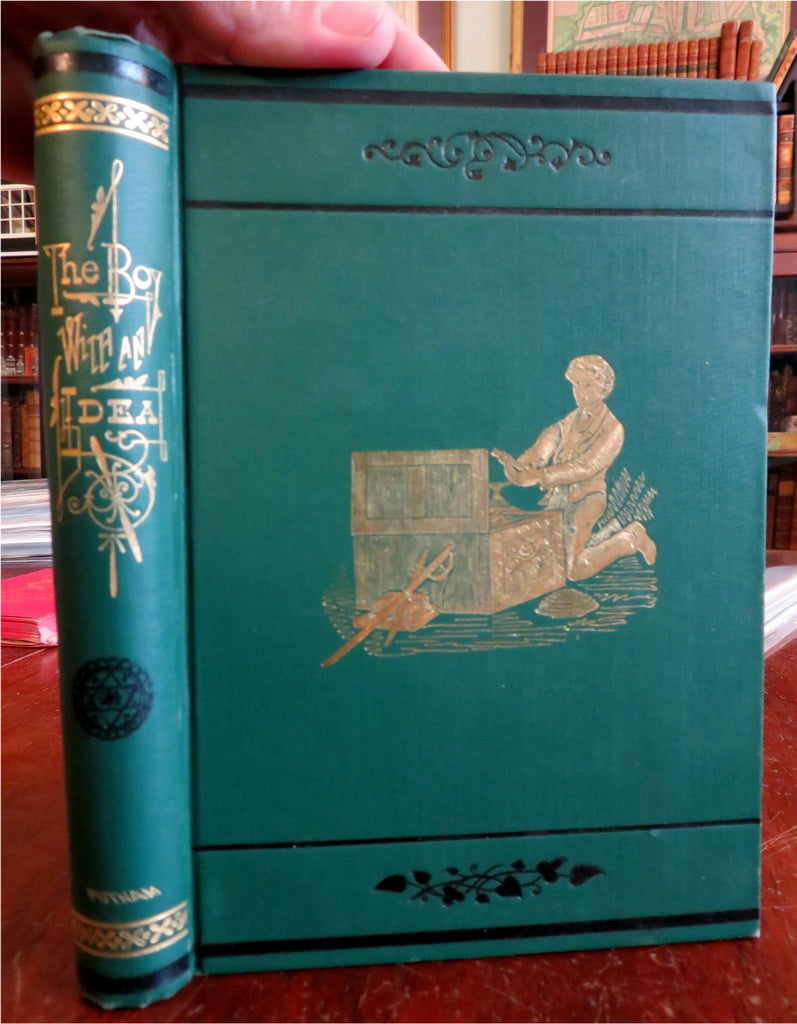 The Boy
With an
Idea
PUTNAM